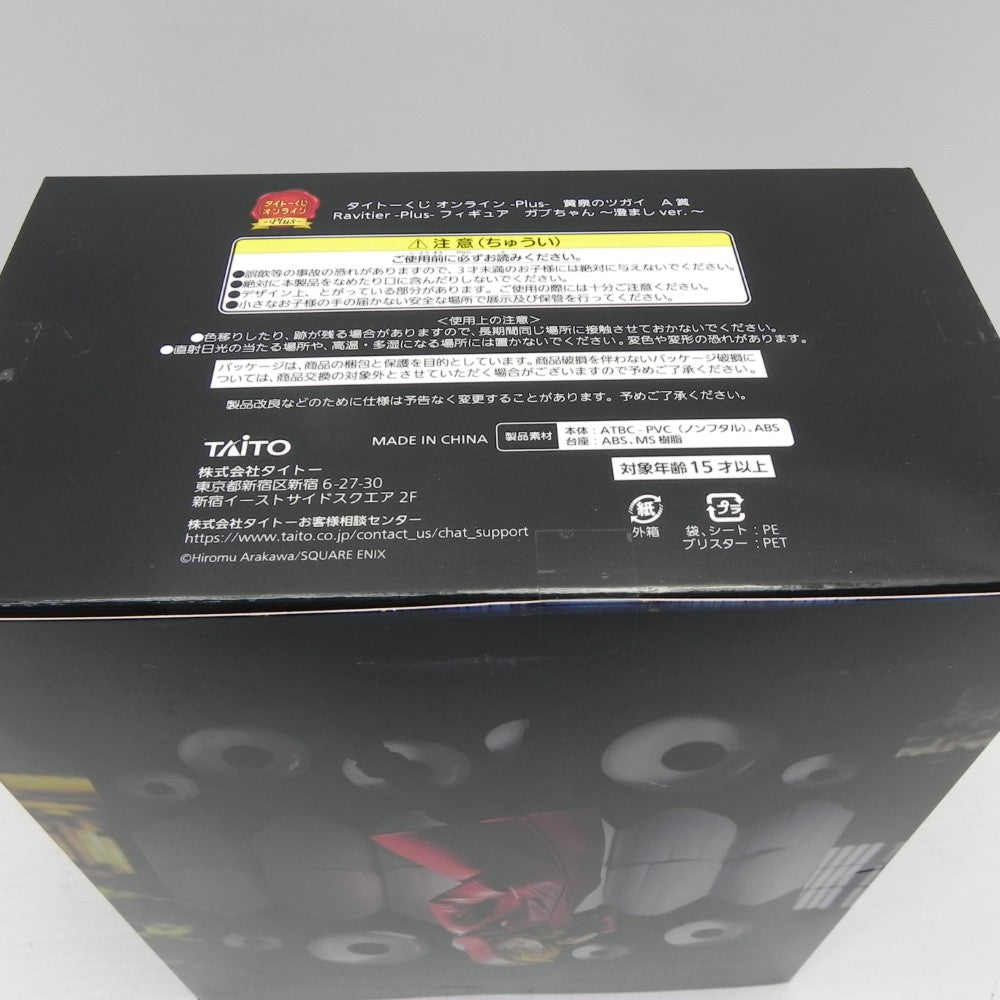 タイトーくじ
オンライン
-Plus-
タイトーくじ オンライン -Plus- 黄泉のツガイ A賞
Ravitier -Plus- フィギュア ガブちゃん ～澄まし ver.～
注意(ちゅうい)
ご使用前に必ずお読みください。
●誤飲等の事故の恐れがありますので、3才未満のお子様には絶対に与えないでください。
●絶対に本製品をなめたり口に含んだりしないでください。
●デザイン上、とがっている部分があります。ご使用の際には十分ご注意ください。
●小さなお子様の手の届かない安全な場所で展示及び保管を行ってください。
＜使用上の注意＞
●色移りしたり、跡が残る場合がありますので、長期間同じ場所に接触させておかないでください。
●直射日光の当たる場所や、高温・多湿になる場所には置かないでください。変色や変形の恐れがあります。
パッケージは、商品の梱包と保護を目的としています。商品破損を伴わないパッケージ破損に
ついては、商品交換の対象外とさせていただく場合がございますので予めご了承ください。
製品改良などのために仕様は予告なく変更することがあります。予めご了承ください。
TAITO
MADE IN CHINA
製品素材
本体：ATBC - PVC（ノンフタル）、ABS
台座：ABS、MS 樹脂
株式会社タイトー
東京都新宿区新宿 6-27-30
新宿イーストサイドスクエア 2F
対象年齢15才以上
紙
外箱
プラ
袋、シート：PE
ブリスター：PET
株式会社タイトーお客様相談センター
https://www.taito.co.jp/contact_us/chat_support
©Hiromu Arakawa/SQUARE ENIX